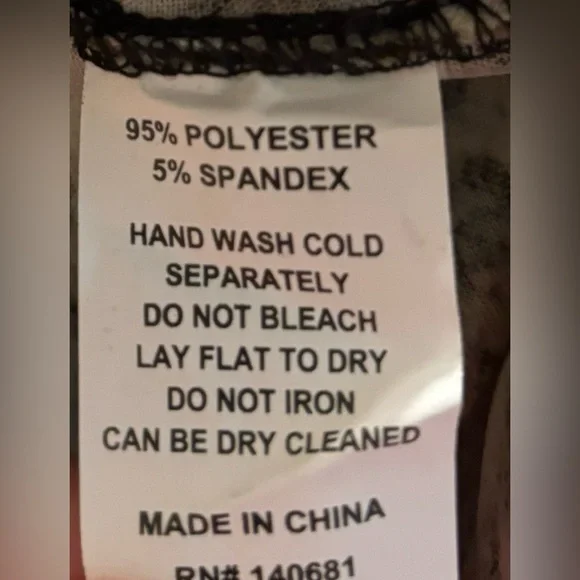 95% POLYESTER
5% SPANDEX
HAND WASH COLD
SEPARATELY
DO NOT BLEACH
LAY FLAT TO DRY
DO NOT IRON
CAN BE DRY CLEANED
MADE IN CHINA
RN# 140681